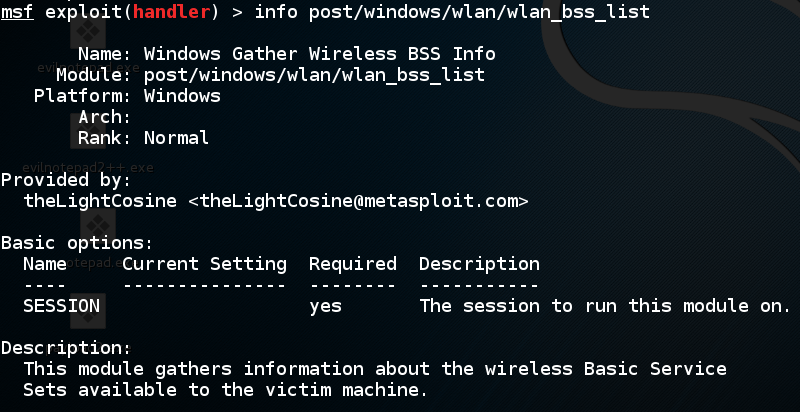 msf exploit(handler) > info post/windows/wlan/wlan_bss_list
Name: Windows Gather Wireless BSS Info
Module: post/windows/wlan/wlan_bss_list
Platform: Windows
Arch:
Rank: Normal
evilnotepad2++.exe
Provided by:
theLightCosine <theLightCosine@metasploit.com>
Basic options:
Name Current Setting Required Description
---- --------------- -------- -----------
SESSION yes The session to run this module on.
Description:
This module gathers information about the wireless Basic Service
Sets available to the victim machine.